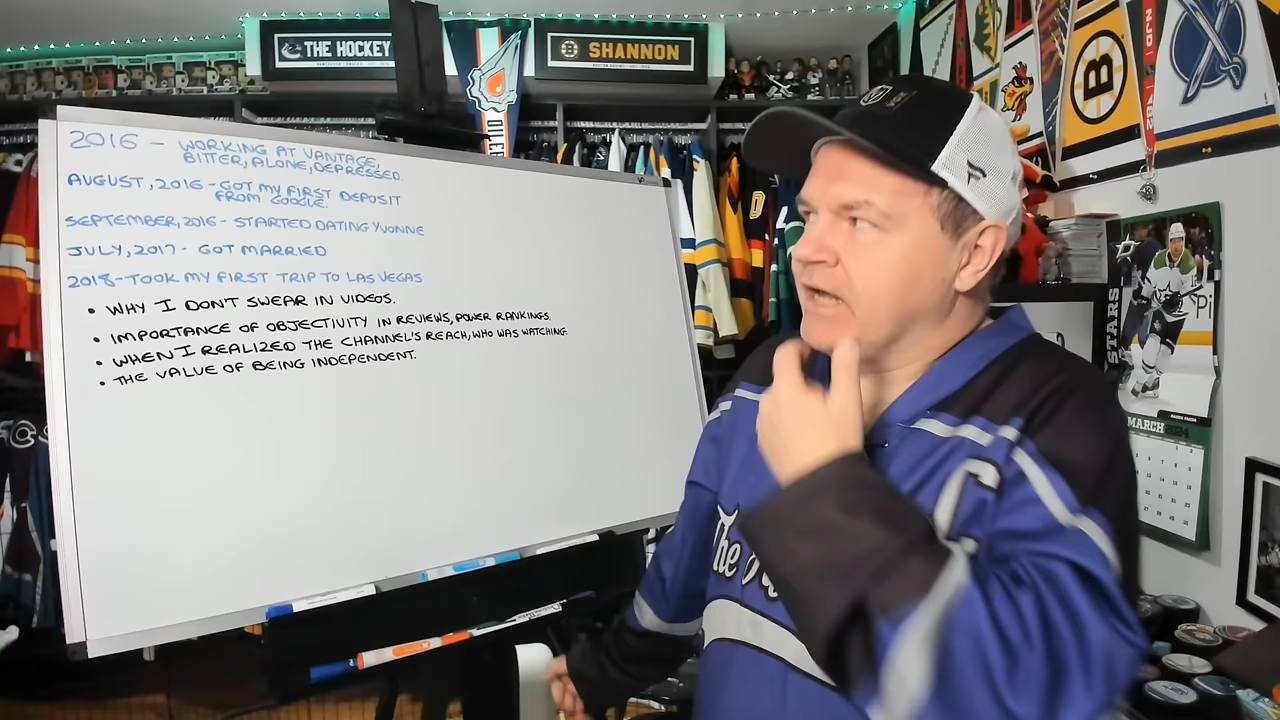 THE HOCKEY
SHANNON
B
OILERS
2016 - WORKING AT VANTAGE,
BITTER, ALONE, DEPRESSED.
AUGUST, 2016 - GOT MY FIRST DEPOSIT
FROM GOOGLE.
SEPTEMBER, 2016 - STARTED DATING YVONNE
JULY, 2017 - GOT MARRIED
2018 - TOOK MY FIRST TRIP TO LAS VEGAS
• WHY I DON'T SWEAR IN VIDEOS.
• IMPORTANCE OF OBJECTIVITY IN REVIEWS, POWER RANKINGS.
• WHEN I REALIZED THE CHANNEL'S REACH, WHO WAS WATCHING.
• THE VALUE OF BEING INDEPENDENT.
The
C
STARS
MARCH 2024